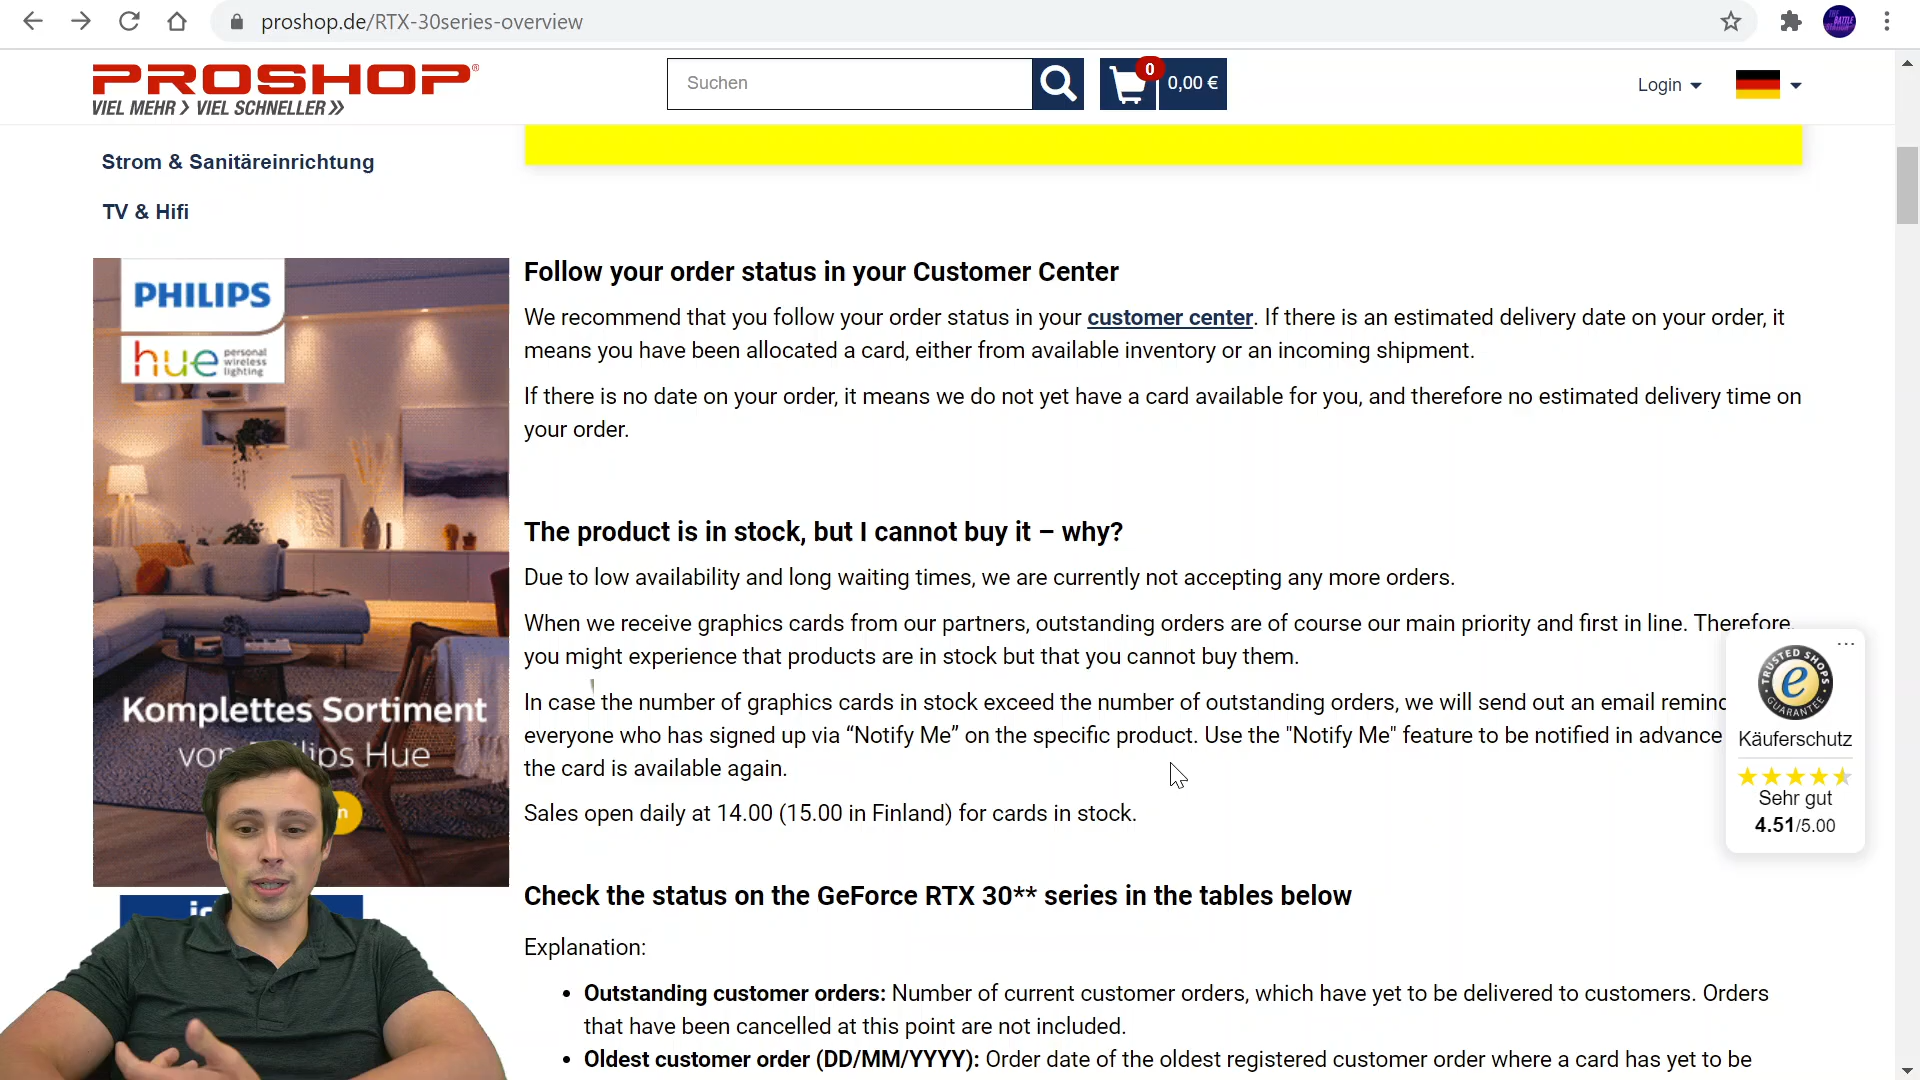 proshop.de/RTX-30series-overview
PROSHOP®
VIEL MEHR > VIEL SCHNELLER >>
Suchen
0
0,00 €
Login
Strom & Sanitäreinrichtung
TV & Hifi
PHILIPS
hue personal wireless lighting
Komplettes Sortiment
Follow your order status in your Customer Center
We recommend that you follow your order status in your customer center. If there is an estimated delivery date on your order, it
means you have been allocated a card, either from available inventory or an incoming shipment.
If there is no date on your order, it means we do not yet have a card available for you, and therefore no estimated delivery time on
your order.
The product is in stock, but I cannot buy it – why?
Due to low availability and long waiting times, we are currently not accepting any more orders.
When we receive graphics cards from our partners, outstanding orders are of course our main priority and first in line. Therefore,
you might experience that products are in stock but that you cannot buy them.
In case the number of graphics cards in stock exceed the number of outstanding orders, we will send out an email remind
everyone who has signed up via “Notify Me” on the specific product. Use the "Notify Me" feature to be notified in advance
the card is available again.
Sales open daily at 14.00 (15.00 in Finland) for cards in stock.
Check the status on the GeForce RTX 30** series in the tables below
Explanation:
• Outstanding customer orders: Number of current customer orders, which have yet to be delivered to customers. Orders
that have been cancelled at this point are not included.
• Oldest customer order (DD/MM/YYYY): Order date of the oldest registered customer order where a card has yet to be
TRUSTED SHOPS
e
GUARANTEE
Käuferschutz
Sehr gut
4.51/5.00